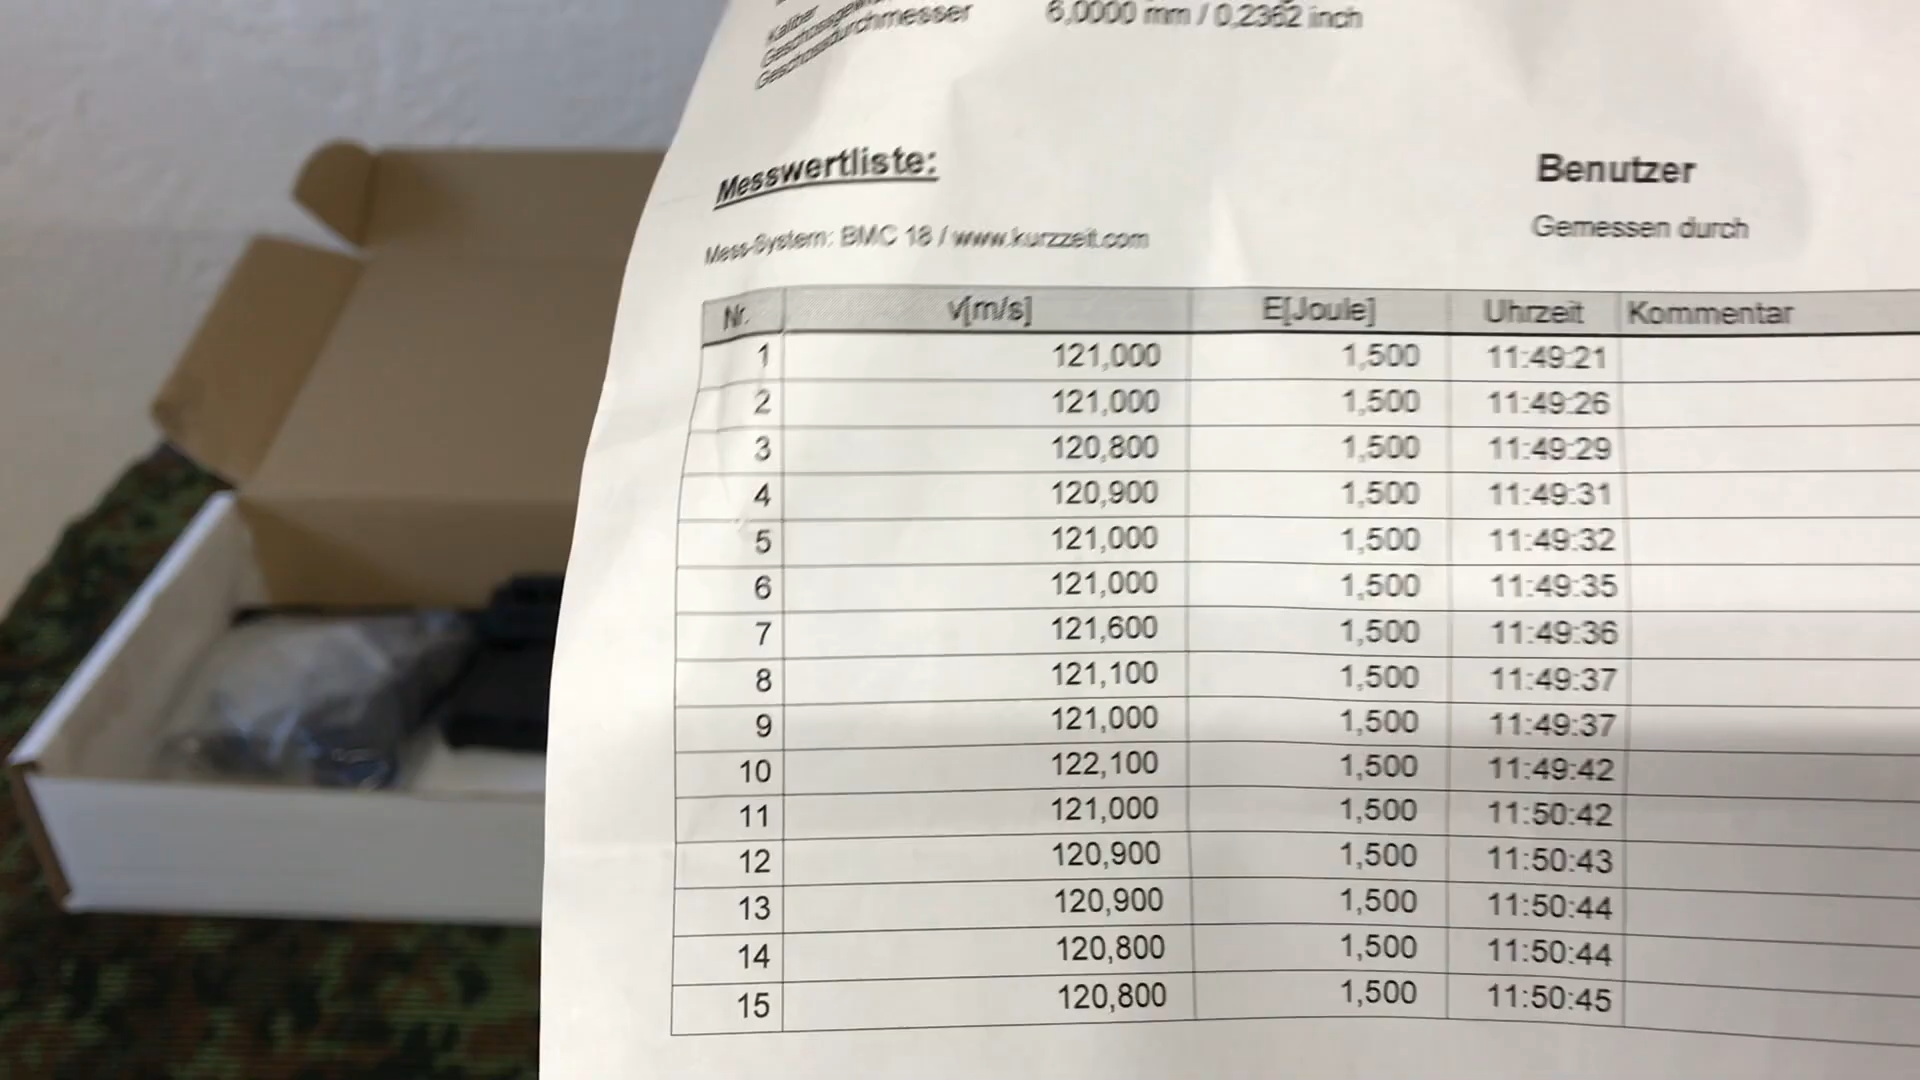 Kaliber
Geschossgewicht
Geschossdurchmesser 6,0000 mm / 0,2362 inch
Messwertliste: Benutzer
Mess-System: BMC 18 / www.kurzzeit.com Gemessen durch
Nr. v[m/s] E[Joule] Uhrzeit Kommentar
1 121,000 1,500 11:49:21
2 121,000 1,500 11:49:26
3 120,800 1,500 11:49:29
4 120,900 1,500 11:49:31
5 121,000 1,500 11:49:32
6 121,000 1,500 11:49:35
7 121,600 1,500 11:49:36
8 121,100 1,500 11:49:37
9 121,000 1,500 11:49:37
10 122,100 1,500 11:49:42
11 121,000 1,500 11:50:42
12 120,900 1,500 11:50:43
13 120,900 1,500 11:50:44
14 120,800 1,500 11:50:44
15 120,800 1,500 11:50:45